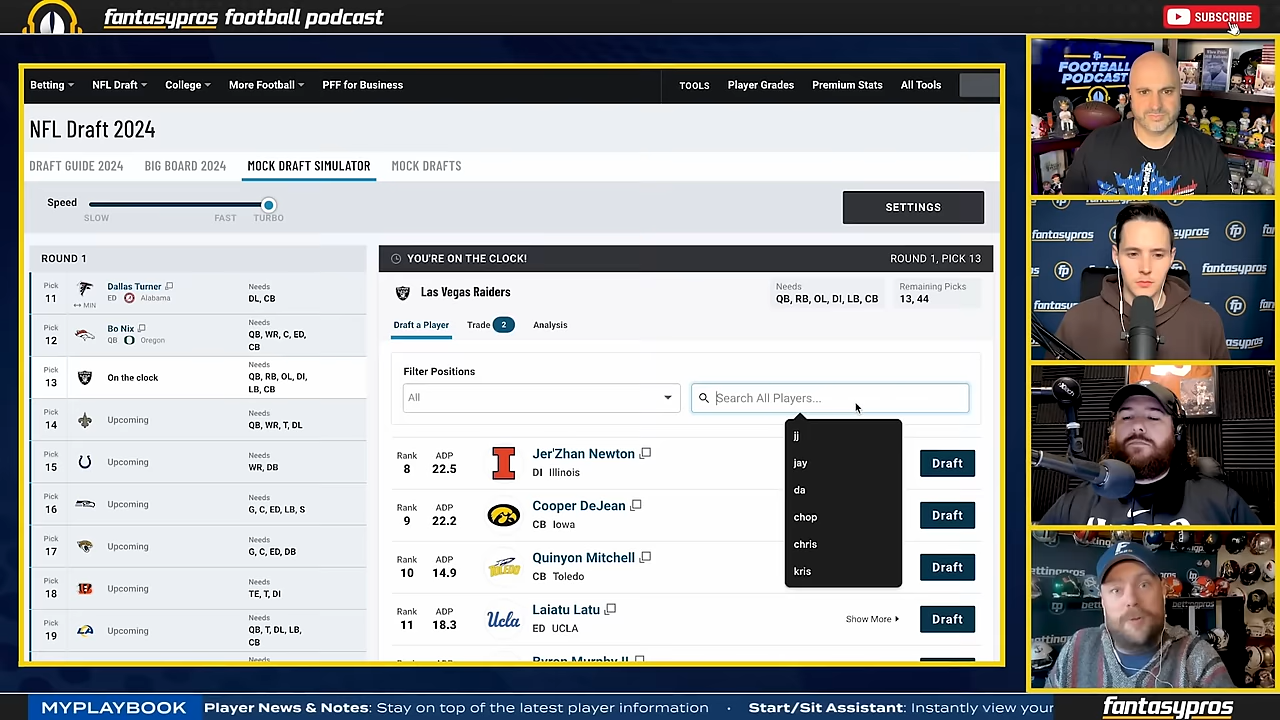 fantasypros football podcast
SUBSCRIBE
Betting
NFL Draft
College
More Football
PFF for Business
TOOLS
Player Grades
Premium Stats
All Tools
NFL Draft 2024
DRAFT GUIDE 2024
BIG BOARD 2024
MOCK DRAFT SIMULATOR
MOCK DRAFTS
Speed
SLOW
FAST
TURBO
SETTINGS
ROUND 1
Pick
11
MIN
Dallas Turner
ED Alabama
Needs
DL, CB
Pick
12
Bo Nix
QB Oregon
Needs
QB, WR, C, ED,
CB
Pick
13
On the clock
Needs
QB, RB, OL, DI,
LB, CB
Pick
14
Upcoming
Needs
QB, WR, T, DL
Pick
15
Upcoming
Needs
WR, DB
Pick
16
Upcoming
Needs
G, C, ED, LB, S
Pick
17
Upcoming
Needs
G, C, ED, DB
Pick
18
Upcoming
Needs
TE, T, DI
Pick
19
Upcoming
Needs
QB, T, DL, LB,
CB
YOU'RE ON THE CLOCK!
ROUND 1, PICK 13
Las Vegas Raiders
Needs
QB, RB, OL, DI, LB, CB
Remaining Picks
13, 44
Draft a Player
Trade 2
Analysis
Filter Positions
All
Search All Players...
jj
jay
da
chop
chris
kris
Rank
8
ADP
22.5
Jer'Zhan Newton
DI Illinois
Draft
Rank
9
ADP
22.2
Cooper DeJean
CB Iowa
Draft
Rank
10
ADP
14.9
TOLEDO
Quinyon Mitchell
CB Toledo
Draft
Rank
11
ADP
18.3
Ucla
Laiatu Latu
ED UCLA
Show More
Draft
Byron Murphy II
fp
FOOTBALL
PODCAST
fantasypros
fp
MYPLAYBOOK
Player News & Notes: Stay on top of the latest player information · Start/Sit Assistant: Instantly view your
fantasypros